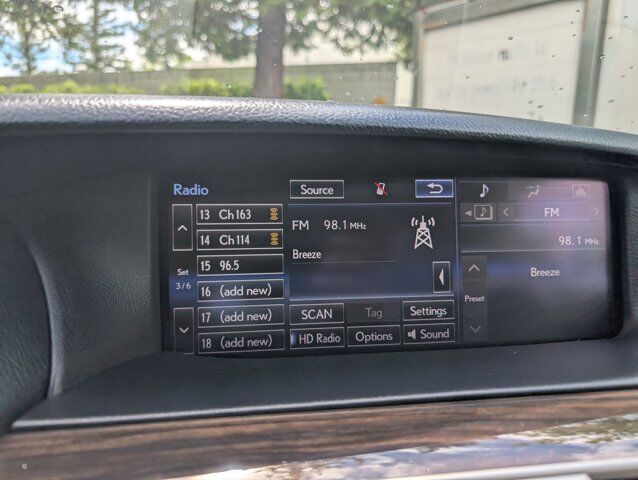 Radio
Source
13 Ch163
14 Ch114
15 96.5
16 (add new)
17 (add new)
18 (add new)
Set
3/6
FM 98.1 MHz
Breeze
SCAN
Tag
Settings
HD Radio
Options
Sound
FM
98.1 MHz
Breeze
Preset